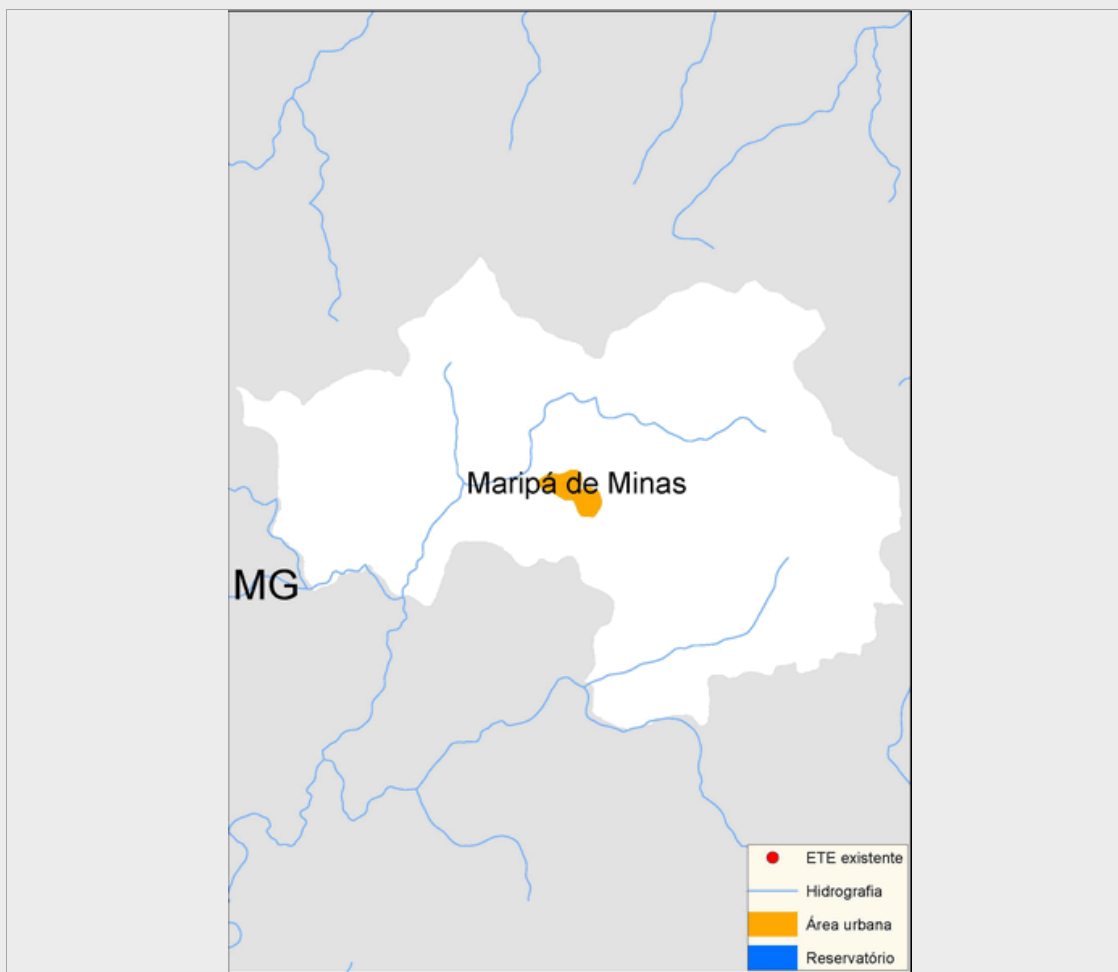 Maripá de Minas
MG
ETE existente
Hidrografia
Área urbana
Reservatório